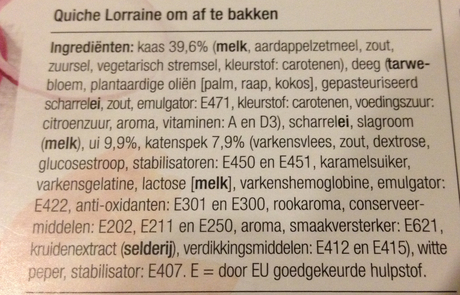 Quiche Lorraine om af te bakken
Ingrediënten: kaas 39,6% (melk, aardappelzetmeel, zout,
zuursel, vegetarisch stremsel, kleurstof: carotenen), deeg (tarwe-
bloem, plantaardige oliën [palm, raap, kokos], gepasteuriseerd
scharrelei, zout, emulgator: E471, kleurstof: carotenen, voedingszuur:
citroenzuur, aroma, vitaminen: A en D3), scharrelei, slagroom
(melk), ui 9,9%, katenspek 7,9% (varkensvlees, zout, dextrose,
glucosestroop, stabilisatoren: E450 en E451, karamelsuiker,
varkensgelatine, lactose [melk], varkenshemoglobine, emulgator:
E422, anti-oxidanten: E301 en E300, rookaroma, conserveer-
middelen: E202, E211 en E250, aroma, smaakversterker: E621,
kruidenextract (selderij), verdikkingsmiddelen: E412 en E415), witte
peper, stabilisator: E407. E = door EU goedgekeurde hulpstof.